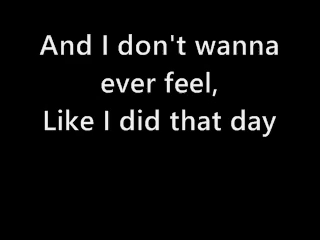 And I don't wanna
ever feel,
Like I did that day